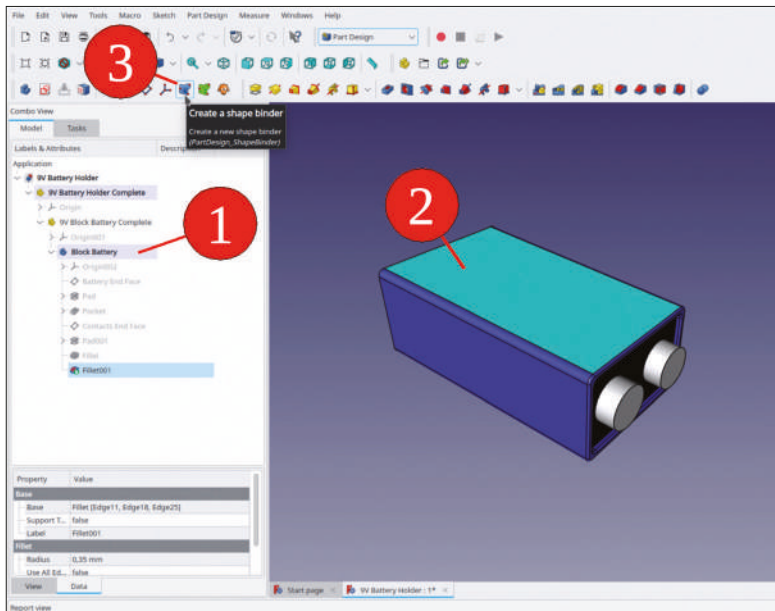 File Edit View Tools Macro Sketch Part Design Measure Windows Help
Part Design
3
Create a shape binder
Create a new shape binder
(PartDesign_ShapeBinder)
Combo View
Model Tasks
Labels & Attributes
Application
9V Battery Holder
9V Battery Holder Complete
Origin
9V Block Battery Complete
Origin001
1
2
Block Battery
Origin002
Battery End Face
Pad
Pocket
Contacts End Face
Pad001
Fillet
Fillet001
Property Value
Base
Base Fillet [Edge11, Edge18, Edge25]
Support T... false
Label Fillet001
Fillet
Radius 0,35 mm
Use All Ed... false
View Data
Start page 9V Battery Holder : 1*
Report view